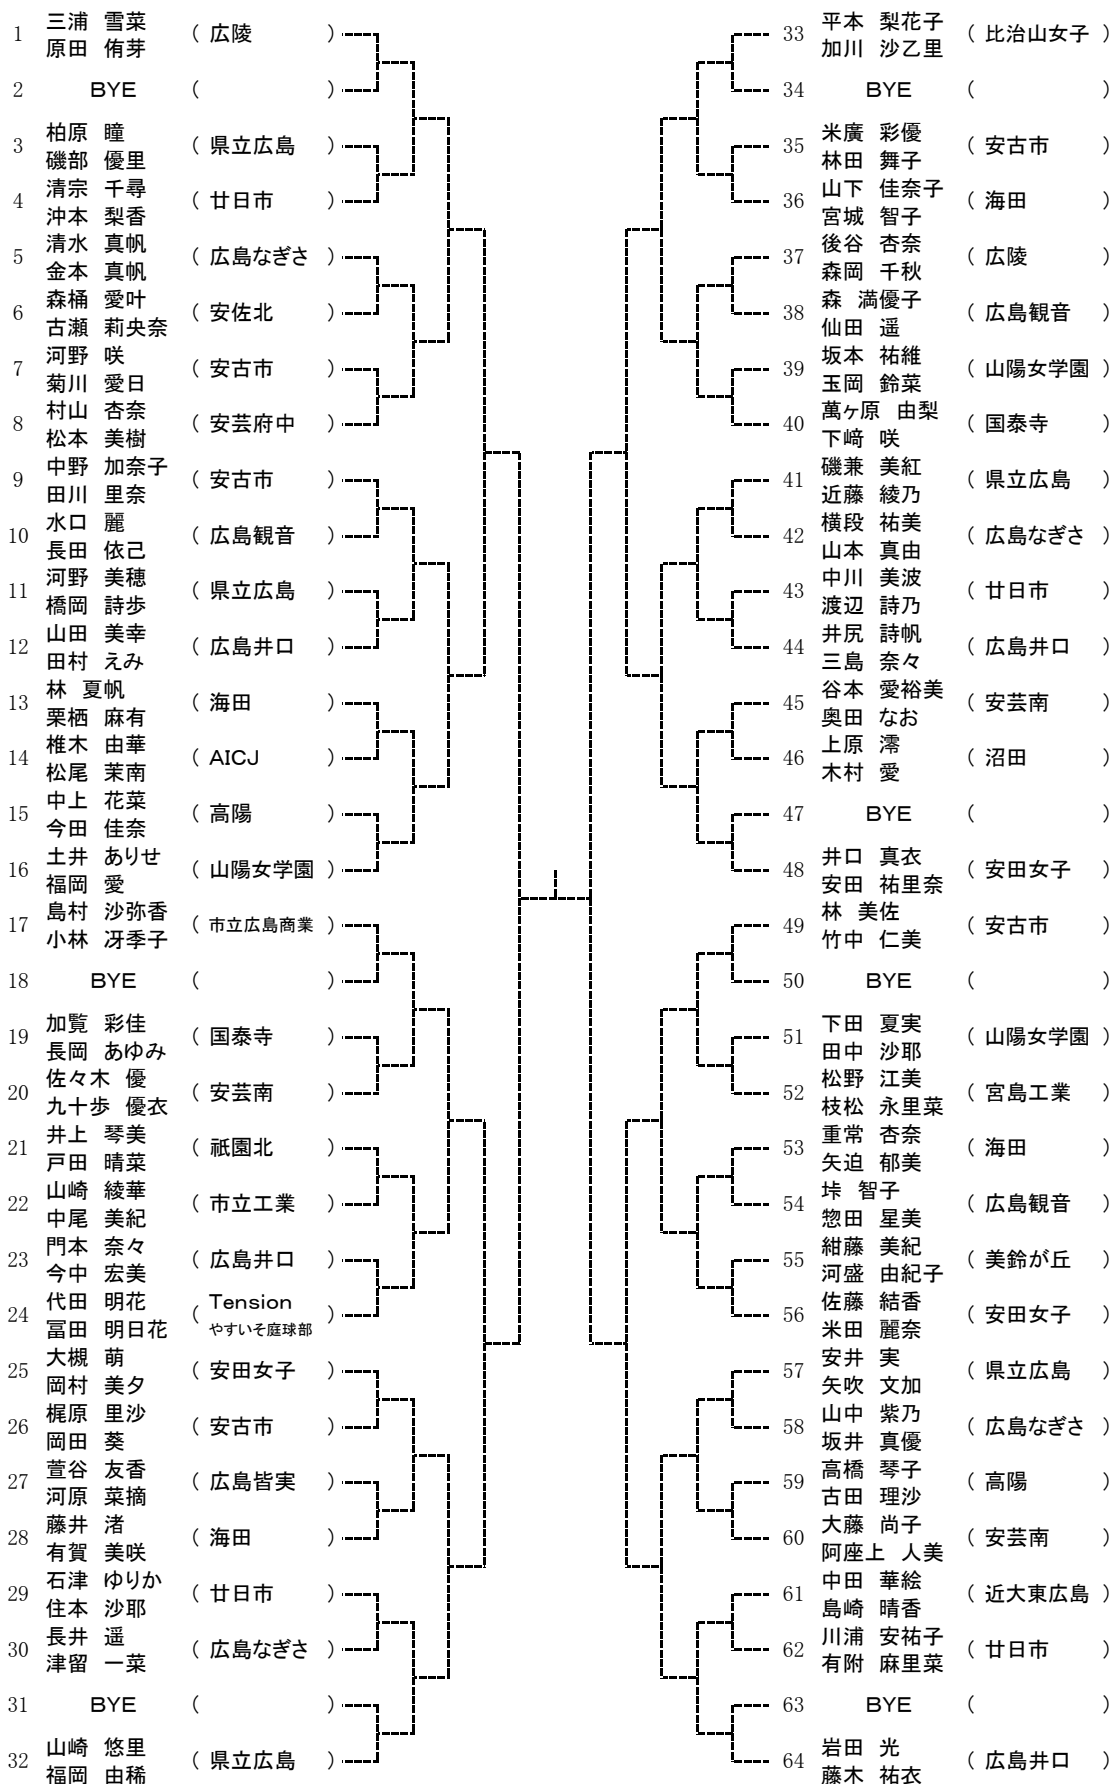 1 三浦 雪菜 原田 侑芽 ( 広陵 )
2 BYE ( )
3 柏原 瞳 磯部 優里 ( 県立広島 )
4 清宗 千尋 沖本 梨香 ( 廿日市 )
5 清水 真帆 金本 真帆 ( 広島なぎさ )
6 森桶 愛叶 古瀬 莉央奈 ( 安佐北 )
7 河野 咲 菊川 愛日 ( 安古市 )
8 村山 杏奈 松本 美樹 ( 安芸府中 )
9 中野 加奈子 田川 里奈 ( 安古市 )
10 水口 麗 長田 依己 ( 広島観音 )
11 河野 美穂 橋岡 詩歩 ( 県立広島 )
12 山田 美幸 田村 えみ ( 広島井口 )
13 林 夏帆 栗栖 麻有 ( 海田 )
14 椎木 由華 松尾 茉南 ( AICJ )
15 中上 花菜 今田 佳奈 ( 高陽 )
16 土井 ありせ 福岡 愛 ( 山陽女学園 )
17 島村 沙弥香 小林 冴季子 ( 市立広島商業 )
18 BYE ( )
19 加覧 彩佳 長岡 あゆみ ( 国泰寺 )
20 佐々木 優 九十歩 優衣 ( 安芸南 )
21 井上 琴美 戸田 晴菜 ( 祇園北 )
22 山崎 綾華 中尾 美紀 ( 市立工業 )
23 門本 奈々 今中 宏美 ( 広島井口 )
24 代田 明花 冨田 明日花 ( Tension やすいそ庭球部 )
25 大槻 萌 岡村 美夕 ( 安田女子 )
26 梶原 里沙 岡田 葵 ( 安古市 )
27 萱谷 友香 河原 菜摘 ( 広島皆実 )
28 藤井 渚 有賀 美咲 ( 海田 )
29 石津 ゆりか 住本 沙耶 ( 廿日市 )
30 長井 遥 津留 一菜 ( 広島なぎさ )
31 BYE ( )
32 山崎 悠里 福岡 由稀 ( 県立広島 )
33 平本 梨花子 加川 沙乙里 ( 比治山女子 )
34 BYE ( )
35 米廣 彩優 林田 舞子 ( 安古市 )
36 山下 佳奈子 宮城 智子 ( 海田 )
37 後谷 杏奈 森岡 千秋 ( 広陵 )
38 森 満優子 仙田 遥 ( 広島観音 )
39 坂本 祐維 玉岡 鈴菜 ( 山陽女学園 )
40 萬ヶ原 由梨 下﨑 咲 ( 国泰寺 )
41 磯兼 美紅 近藤 綾乃 ( 県立広島 )
42 横段 祐美 山本 真由 ( 広島なぎさ )
43 中川 美波 渡辺 詩乃 ( 廿日市 )
44 井尻 詩帆 三島 奈々 ( 広島井口 )
45 谷本 愛裕美 奥田 なお ( 安芸南 )
46 上原 澪 木村 愛 ( 沼田 )
47 BYE ( )
48 井口 真衣 安田 祐里奈 ( 安田女子 )
49 林 美佐 竹中 仁美 ( 安古市 )
50 BYE ( )
51 下田 夏実 田中 沙耶 ( 山陽女学園 )
52 松野 江美 枝松 永里菜 ( 宮島工業 )
53 重常 杏奈 矢迫 郁美 ( 海田 )
54 垰 智子 惣田 星美 ( 広島観音 )
55 紺藤 美紀 河盛 由紀子 ( 美鈴が丘 )
56 佐藤 結香 米田 麗奈 ( 安田女子 )
57 安井 実 矢吹 文加 ( 県立広島 )
58 山中 紫乃 坂井 真優 ( 広島なぎさ )
59 高橋 琴子 古田 理沙 ( 高陽 )
60 大藤 尚子 阿座上 人美 ( 安芸南 )
61 中田 華絵 島崎 晴香 ( 近大東広島 )
62 川浦 安祐子 有附 麻里菜 ( 廿日市 )
63 BYE ( )
64 岩田 光 藤木 祐衣 ( 広島井口 )